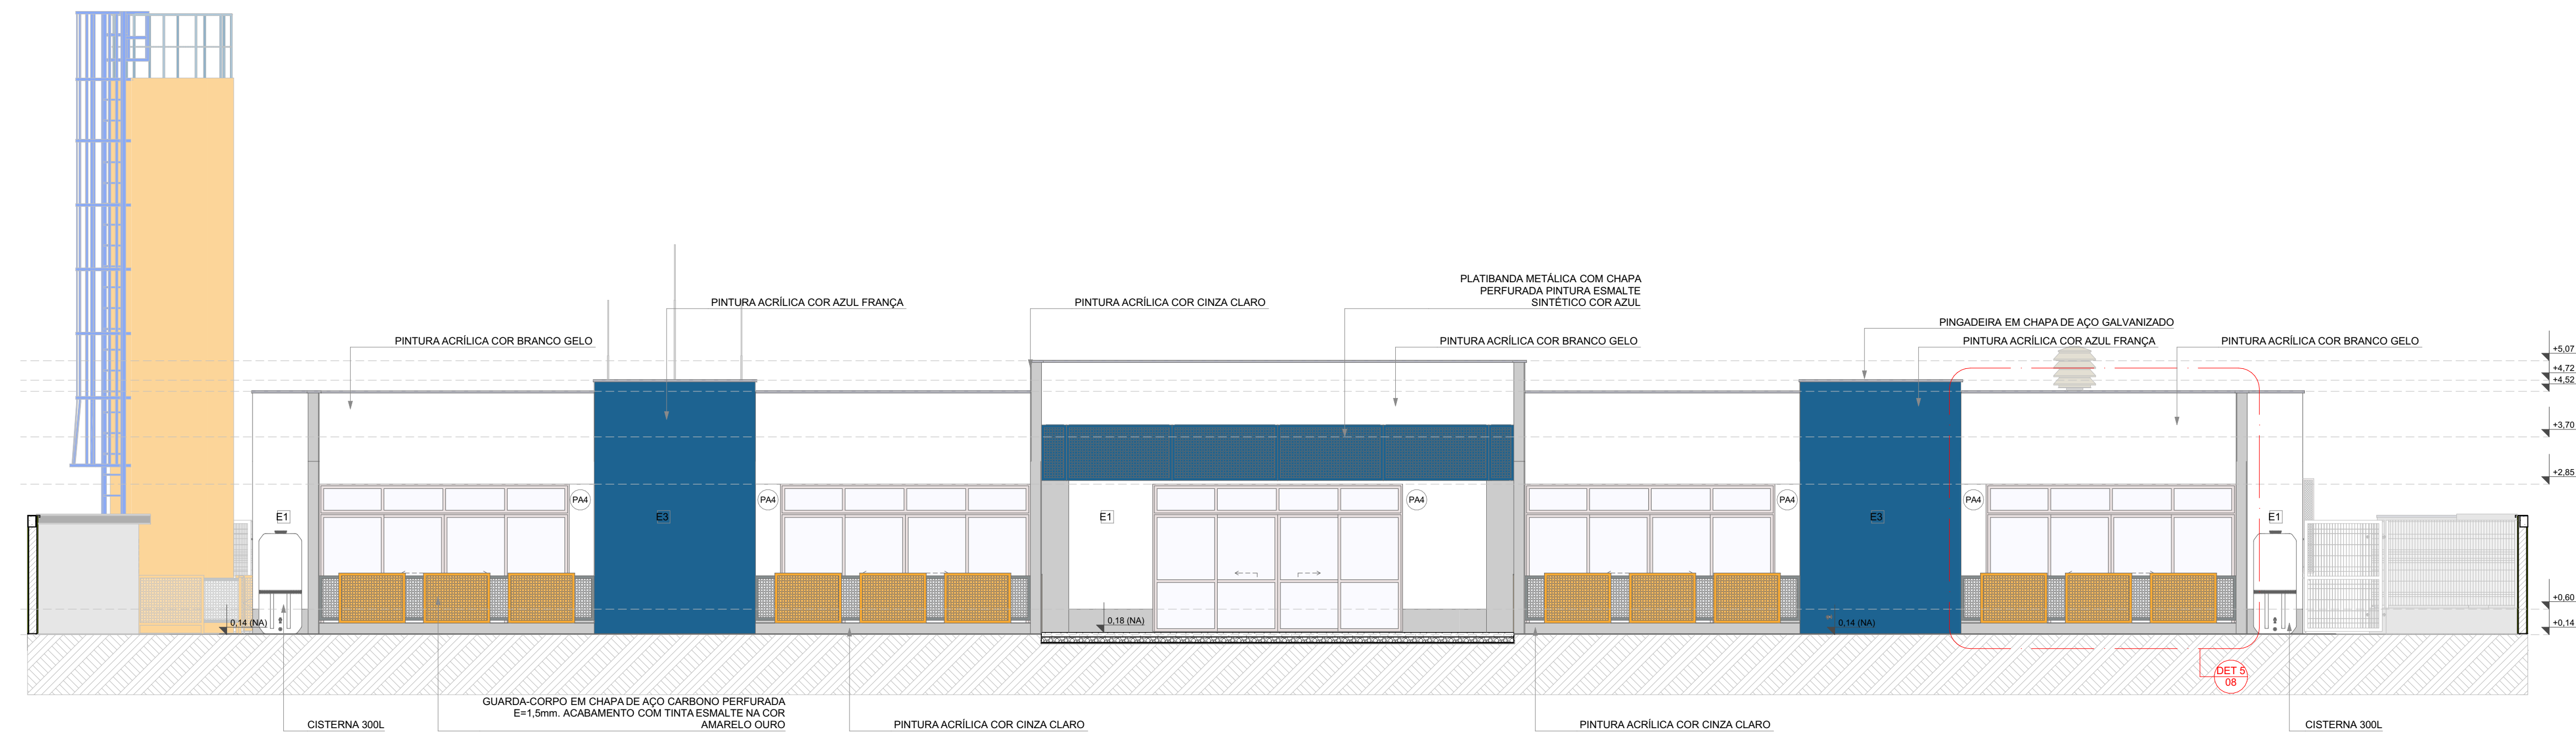 PLATIBANDA METÁLICA COM CHAPA
PERFURADA PINTURA ESMALTE
SINTÉTICO COR AZUL
PINTURA ACRÍLICA COR AZUL FRANÇA
PINTURA ACRÍLICA COR CINZA CLARO
PINGADEIRA EM CHAPA DE AÇO GALVANIZADO
PINTURA ACRÍLICA COR BRANCO GELO
PINTURA ACRÍLICA COR BRANCO GELO
PINTURA ACRÍLICA COR AZUL FRANÇA
PINTURA ACRÍLICA COR BRANCO GELO
+5,07
+4,72
+4,52
+3,70
+2,85
PA4
PA4
PA4
PA4
PA4
E1
E3
E1
E3
E1
+0,60
0,14 (NA)
0,18 (NA)
0,14 (NA)
+0,14
DET 5
08
GUARDA-CORPO EM CHAPA DE AÇO CARBONO PERFURADA
E=1,5mm. ACABAMENTO COM TINTA ESMALTE NA COR
AMARELO OURO
CISTERNA 300L
PINTURA ACRÍLICA COR CINZA CLARO
PINTURA ACRÍLICA COR CINZA CLARO
CISTERNA 300L